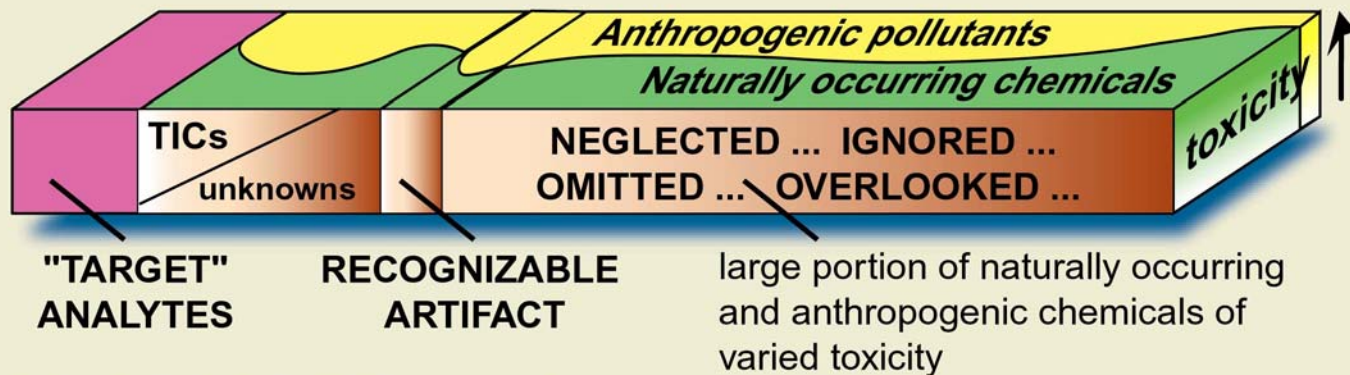 Anthropogenic pollutants
Naturally occurring chemicals
toxicity
TICs
unknowns
NEGLECTED ... IGNORED ...
OMITTED ... OVERLOOKED ...
"TARGET"
ANALYTES
RECOGNIZABLE
ARTIFACT
large portion of naturally occurring
and anthropogenic chemicals of
varied toxicity